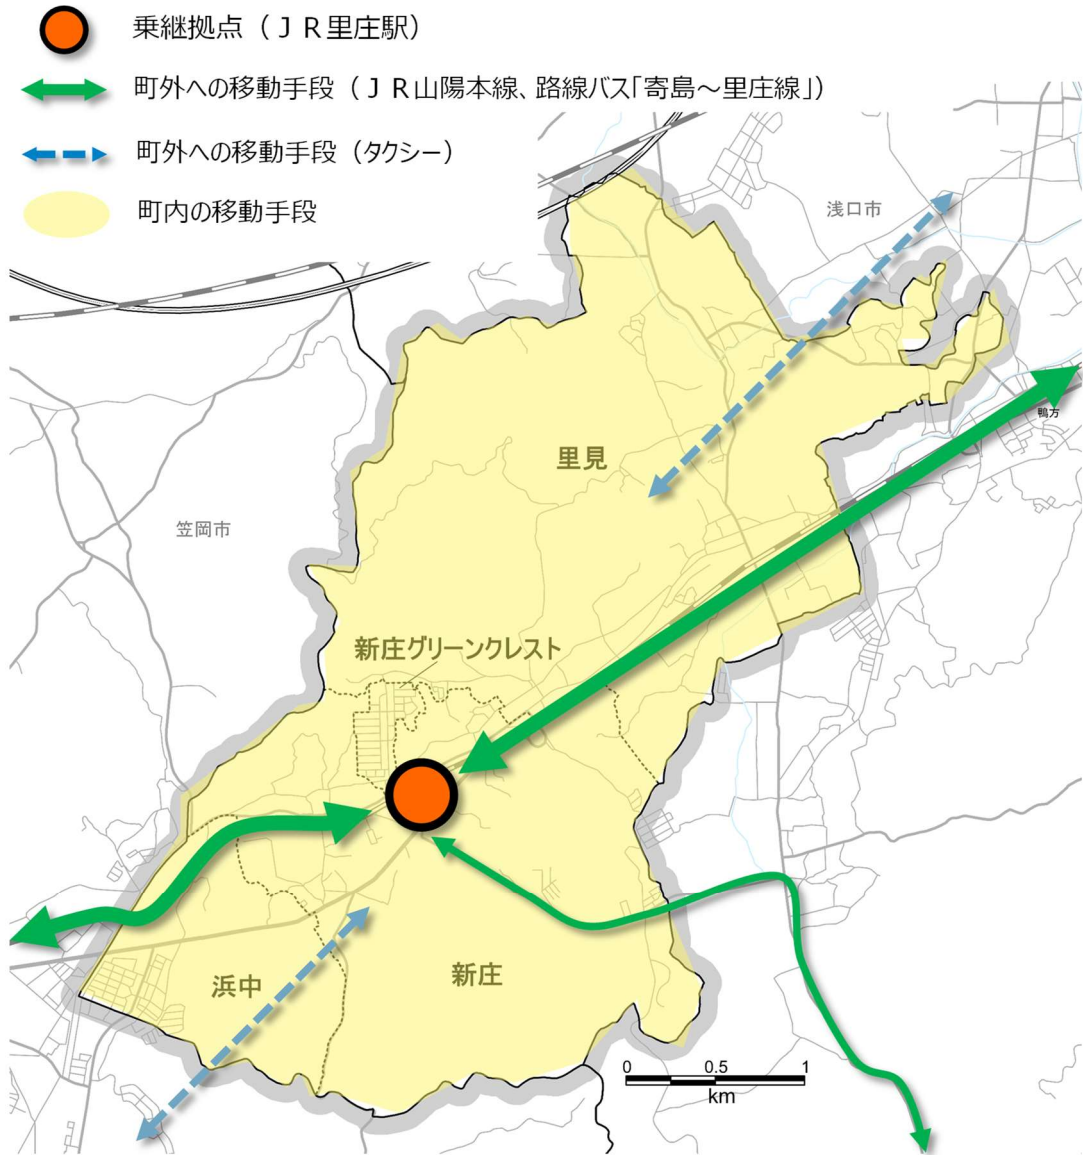 乗継拠点（ＪＲ里庄駅）
町外への移動手段（ＪＲ山陽本線、路線バス「寄島～里庄線」）
町外への移動手段（タクシー）
町内の移動手段
浅口市
鴨方
里見
笠岡市
新庄グリーンクレスト
浜中
新庄
0 0.5 1
km